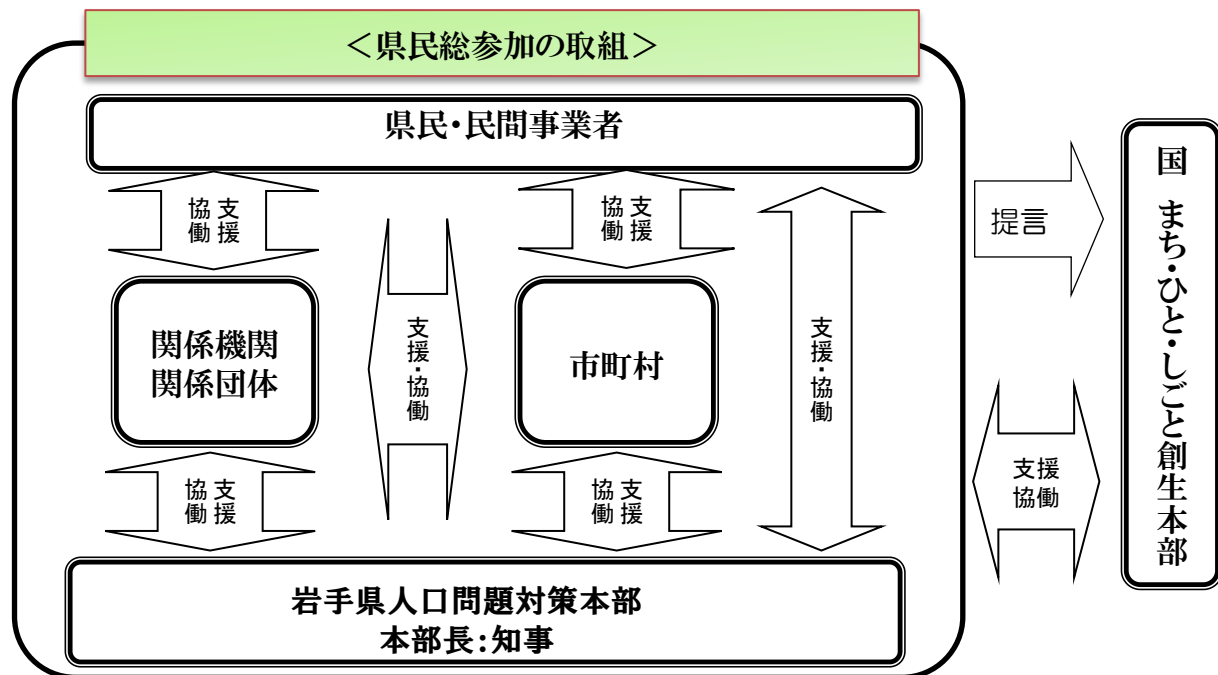 ＜県民総参加の取組＞
県民・民間事業者
支援
協働
支援
協働
提言
国 まち・ひと・しごと創生本部
関係機関
関係団体
支援・協働
市町村
支援・協働
支援
協働
支援
協働
支援
協働
岩手県人口問題対策本部
本部長:知事